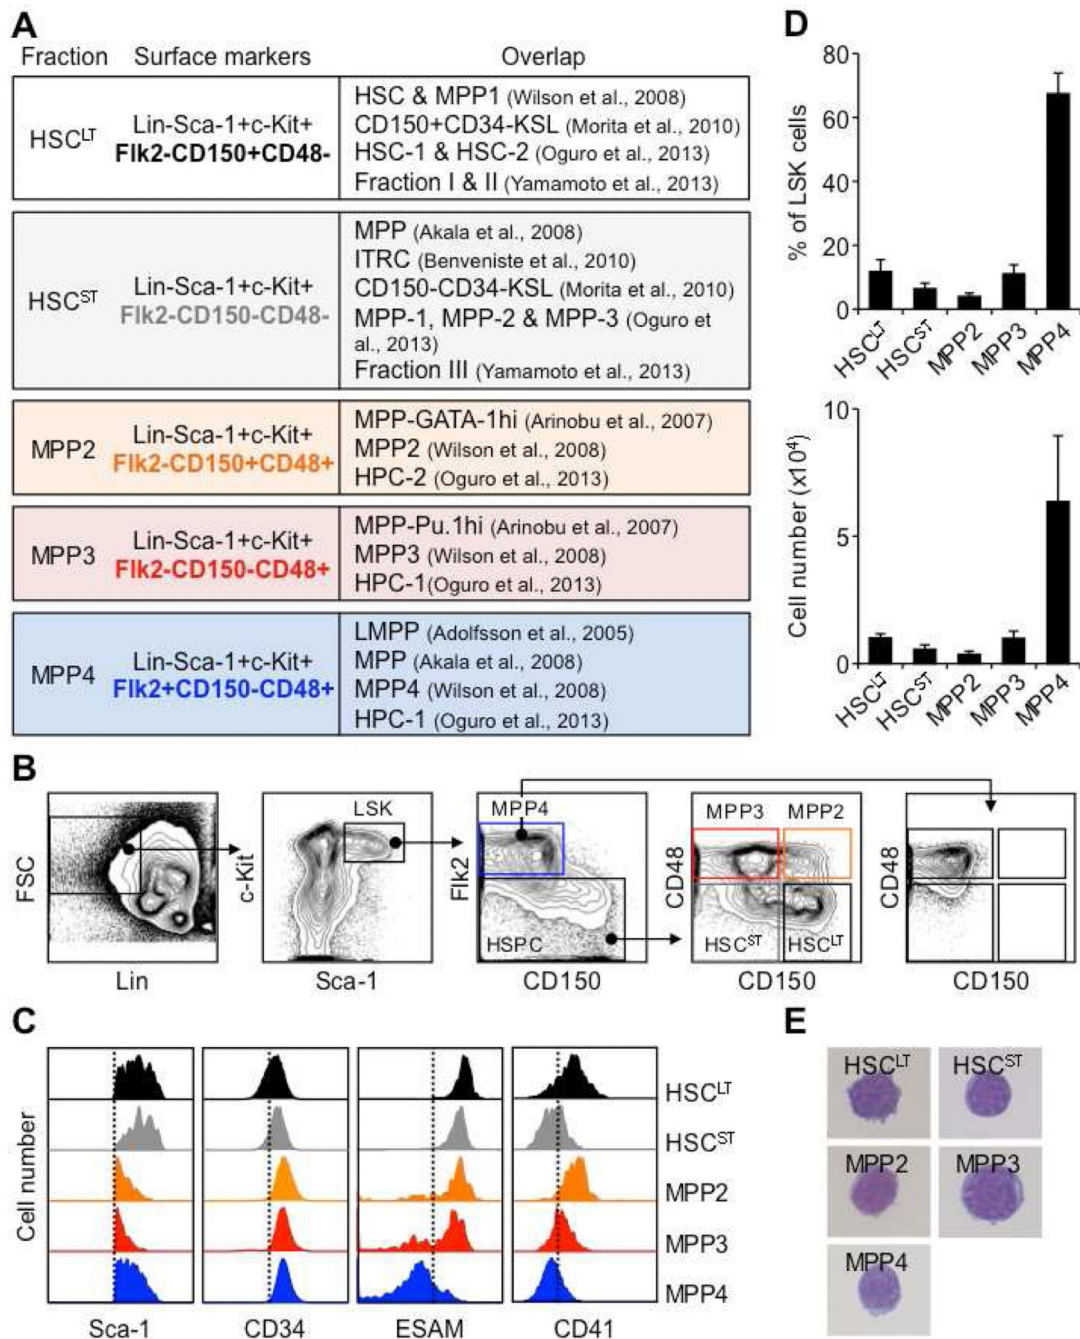 A
Fraction Surface markers Overlap
HSCLT
Lin-Sca-1+c-Kit+
Flk2-CD150+CD48-
HSC & MPP1 (Wilson et al., 2008)
CD150+CD34-KSL (Morita et al., 2010)
HSC-1 & HSC-2 (Oguro et al., 2013)
Fraction I & II (Yamamoto et al., 2013)
HSCST
Lin-Sca-1+c-Kit+
Flk2-CD150-CD48-
MPP (Akala et al., 2008)
ITRC (Benveniste et al., 2010)
CD150-CD34-KSL (Morita et al., 2010)
MPP-1, MPP-2 & MPP-3 (Oguro et
al., 2013)
Fraction III (Yamamoto et al., 2013)
MPP2
Lin-Sca-1+c-Kit+
Flk2-CD150+CD48+
MPP-GATA-1hi (Arinobu et al., 2007)
MPP2 (Wilson et al., 2008)
HPC-2 (Oguro et al., 2013)
MPP3
Lin-Sca-1+c-Kit+
Flk2-CD150-CD48+
MPP-Pu.1hi (Arinobu et al., 2007)
MPP3 (Wilson et al., 2008)
HPC-1(Oguro et al., 2013)
MPP4
Lin-Sca-1+c-Kit+
Flk2+CD150-CD48+
LMPP (Adolfsson et al., 2005)
MPP (Akala et al., 2008)
MPP4 (Wilson et al., 2008)
HPC-1 (Oguro et al., 2013)
D
% of LSK cells
80
60
40
20
0
HSCLT HSCST MPP2 MPP3 MPP4
Cell number (x10⁴)
10
5
0
HSCLT HSCST MPP2 MPP3 MPP4
B
FSC
Lin
c-Kit
LSK
Sca-1
Flk2
MPP4
HSPC
CD150
CD48
MPP3 MPP2
HSCST HSCLT
CD150
CD48
CD150
C
Cell number
HSCLT
HSCST
MPP2
MPP3
MPP4
Sca-1 CD34 ESAM CD41
E
HSCLT HSCST
MPP2 MPP3
MPP4